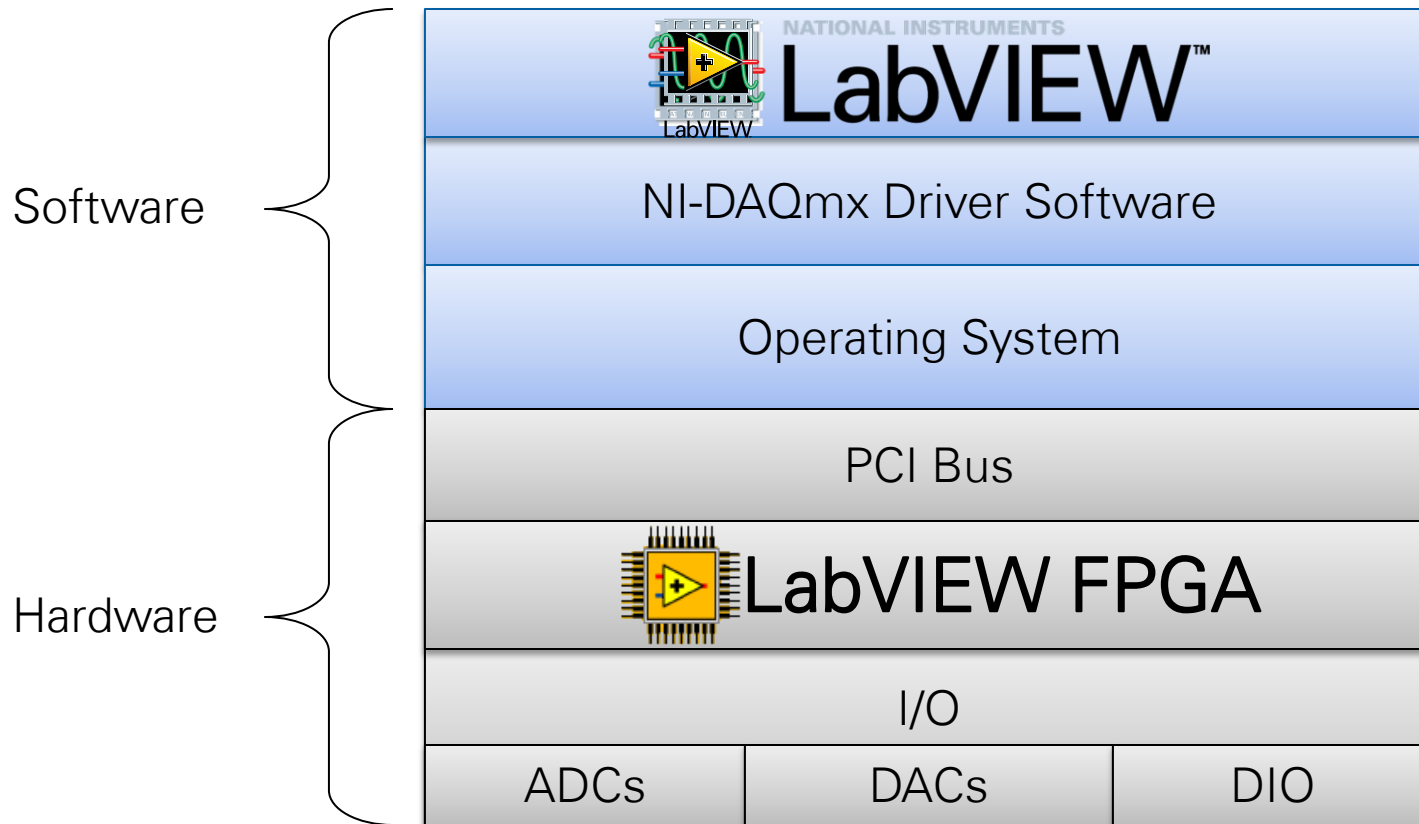 NATIONAL INSTRUMENTS
LabVIEW™
LabVIEW
NI-DAQmx Driver Software
Software
Operating System
PCI Bus
LabVIEW FPGA
Hardware
I/O
ADCs
DACs
DIO